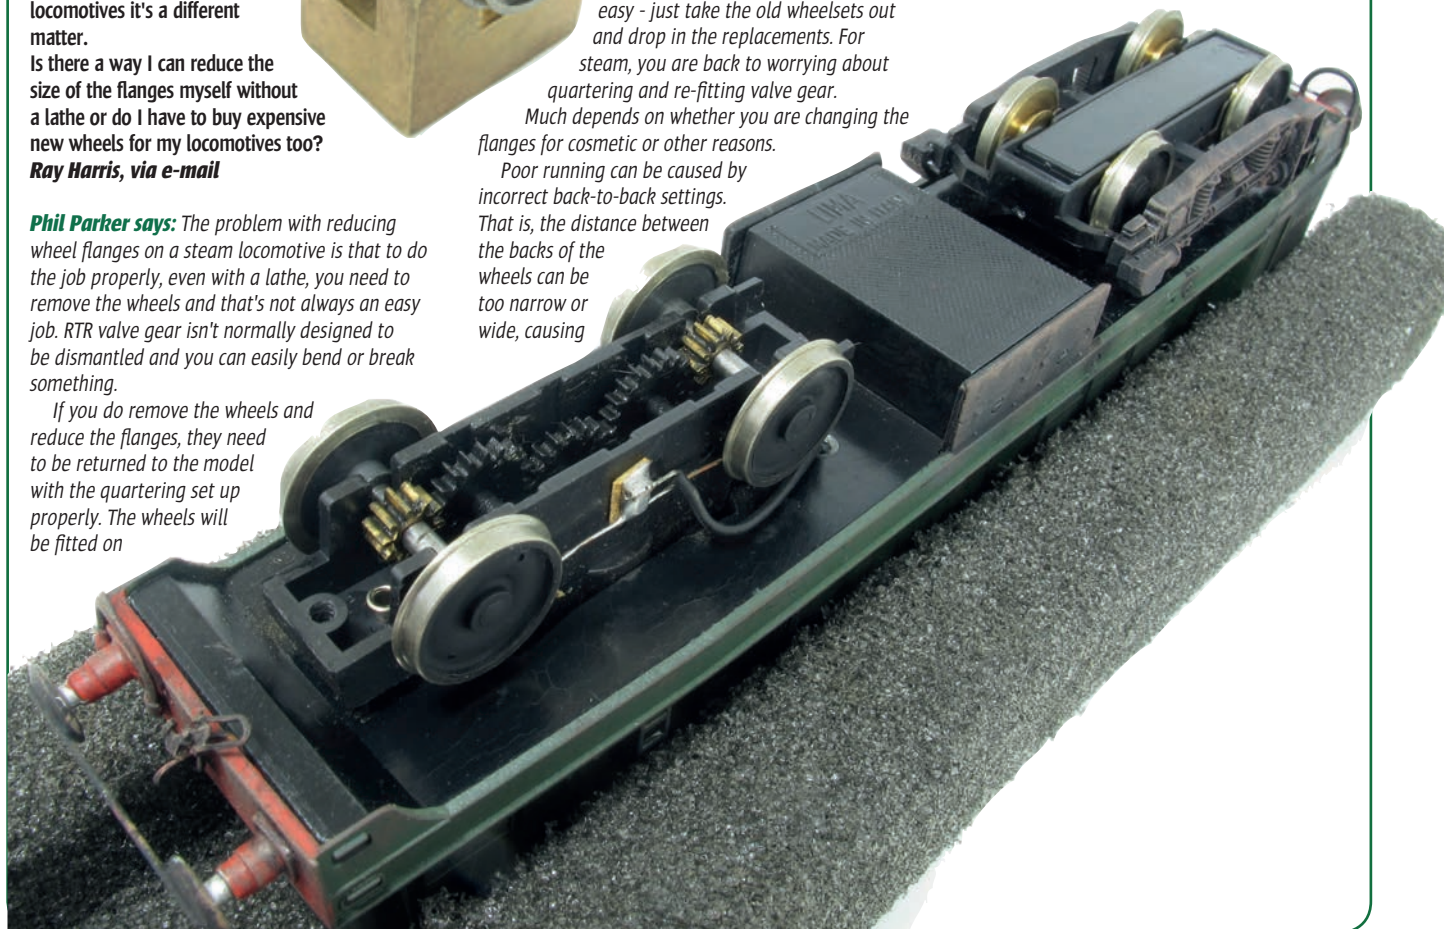 locomotives it's a different
matter.
Is there a way I can reduce the
size of the flanges myself without
a lathe or do I have to buy expensive
new wheels for my locomotives too?
Ray Harris, via e-mail
Phil Parker says: The problem with reducing
wheel flanges on a steam locomotive is that to do
the job properly, even with a lathe, you need to
remove the wheels and that's not always an easy
job. RTR valve gear isn't normally designed to
be dismantled and you can easily bend or break
something.
If you do remove the wheels and
reduce the flanges, they need
to be returned to the model
with the quartering set up
properly. The wheels will
be fitted on
easy - just take the old wheelsets out
and drop in the replacements. For
steam, you are back to worrying about
quartering and re-fitting valve gear.
Much depends on whether you are changing the
flanges for cosmetic or other reasons.
Poor running can be caused by
incorrect back-to-back settings.
That is, the distance between
the backs of the
wheels can be
too narrow or
wide, causing
LIMA